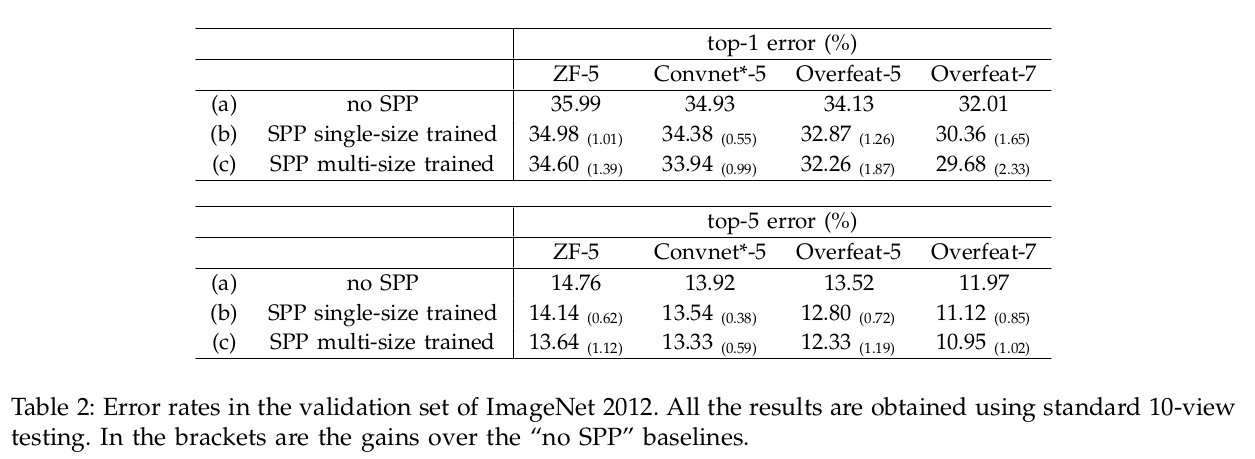 top-1 error (%)
ZF-5 Convnet*-5 Overfeat-5 Overfeat-7
(a) no SPP 35.99 34.93 34.13 32.01
(b) SPP single-size trained 34.98 (1.01) 34.38 (0.55) 32.87 (1.26) 30.36 (1.65)
(c) SPP multi-size trained 34.60 (1.39) 33.94 (0.99) 32.26 (1.87) 29.68 (2.33)
top-5 error (%)
ZF-5 Convnet*-5 Overfeat-5 Overfeat-7
(a) no SPP 14.76 13.92 13.52 11.97
(b) SPP single-size trained 14.14 (0.62) 13.54 (0.38) 12.80 (0.72) 11.12 (0.85)
(c) SPP multi-size trained 13.64 (1.12) 13.33 (0.59) 12.33 (1.19) 10.95 (1.02)
Table 2: Error rates in the validation set of ImageNet 2012. All the results are obtained using standard 10-view
testing. In the brackets are the gains over the “no SPP” baselines.